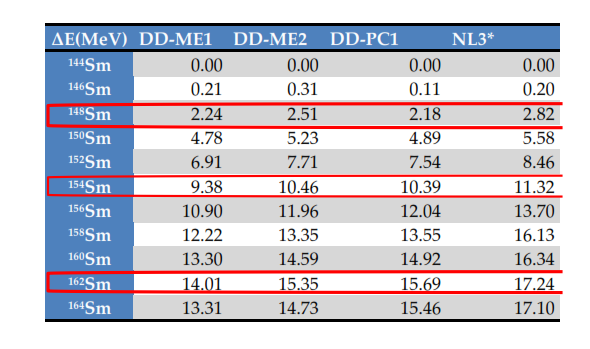 ΔE(MeV) DD-ME1 DD-ME2 DD-PC1 NL3*
¹⁴⁴Sm 0.00 0.00 0.00 0.00
¹⁴⁶Sm 0.21 0.31 0.11 0.20
¹⁴⁸Sm 2.24 2.51 2.18 2.82
¹⁵⁰Sm 4.78 5.23 4.89 5.58
¹⁵²Sm 6.91 7.71 7.54 8.46
¹⁵⁴Sm 9.38 10.46 10.39 11.32
¹⁵⁶Sm 10.90 11.96 12.04 13.70
¹⁵⁸Sm 12.22 13.35 13.55 16.13
¹⁶⁰Sm 13.30 14.59 14.92 16.34
¹⁶²Sm 14.01 15.35 15.69 17.24
¹⁶⁴Sm 13.31 14.73 15.46 17.10